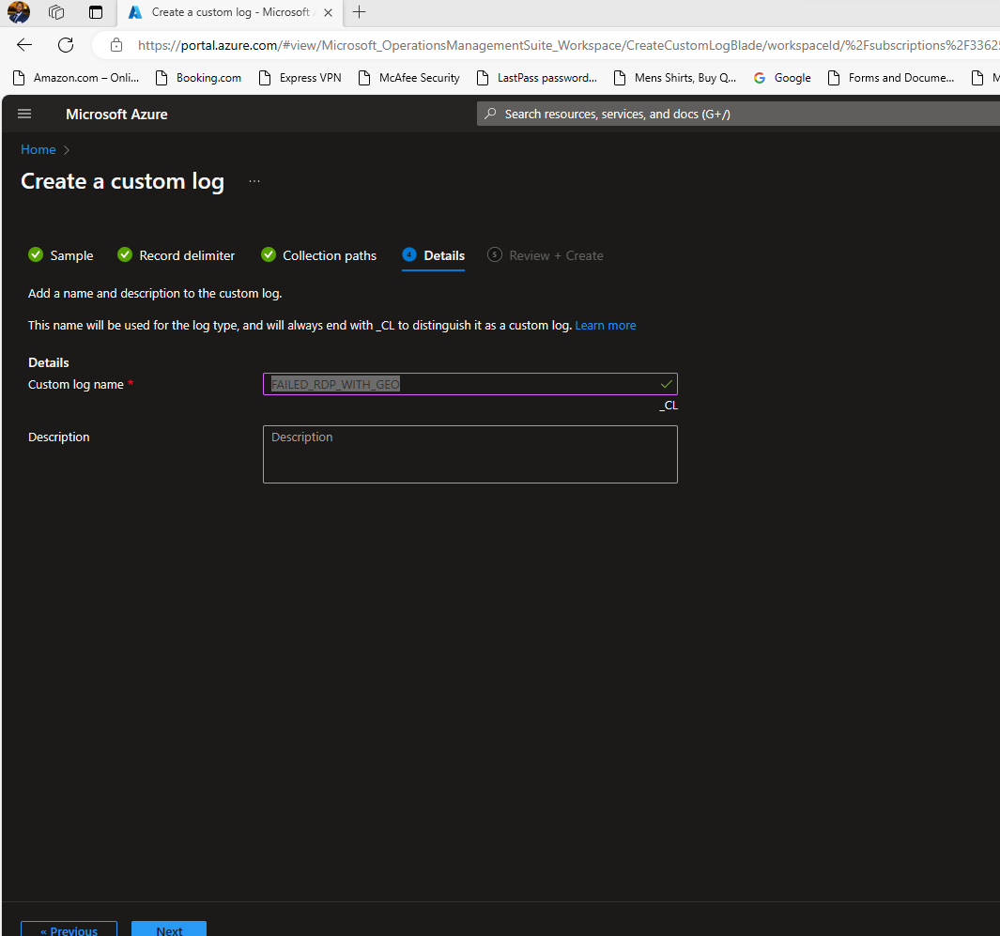 Create a custom log - Microsoft
https://portal.azure.com/#view/Microsoft_OperationsManagementSuite_Workspace/CreateCustomLogBlade/workspaceId/%2Fsubscriptions%2F3362
Amazon.com – Onli... Booking.com Express VPN McAfee Security LastPass password... Mens Shirts, Buy Q... Google Forms and Docume... M
Microsoft Azure Search resources, services, and docs (G+/)
Home >
Create a custom log ...
Sample Record delimiter Collection paths 4 Details 5 Review + Create
Add a name and description to the custom log.
This name will be used for the log type, and will always end with _CL to distinguish it as a custom log. Learn more
Details
Custom log name * FAILED_RDP_WITH_GEO
_CL
Description Description
« Previous Next